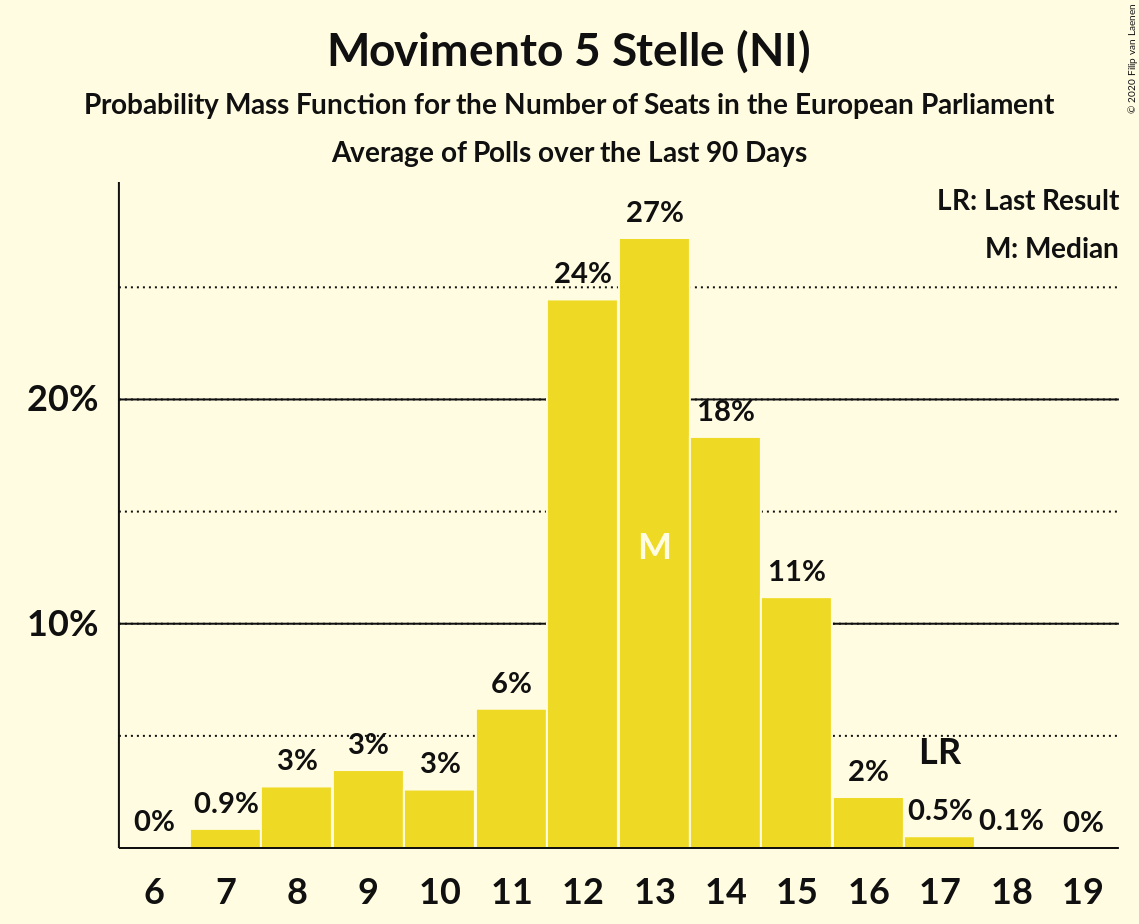 Movimento 5 Stelle (NI)
Probability Mass Function for the Number of Seats in the European Parliament
Average of Polls over the Last 90 Days
© 2020 Filip van Laenen
LR: Last Result
M: Median
27%
24%
20%
18%
M
11%
10%
6%
LR
3%
3%
3%
2%
0.9%
0.5%
0.1%
0%
0%
6 7 8 9 10 11 12 13 14 15 16 17 18 19